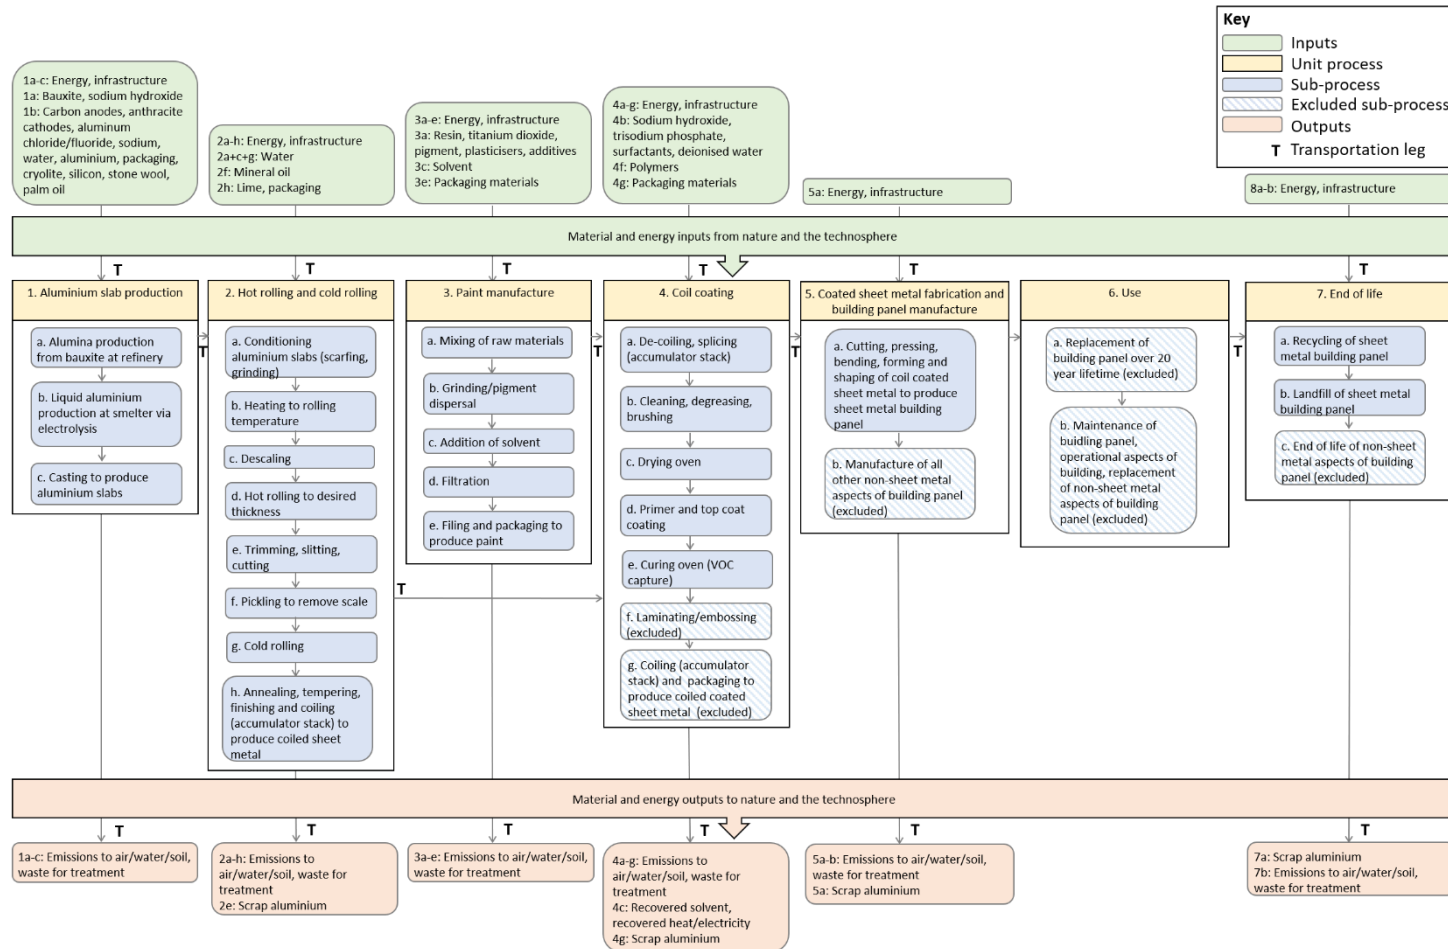 Key
Inputs
Unit process
Sub-process
Excluded sub-process
Outputs
T Transportation leg
1a-c: Energy, infrastructure
1a: Bauxite, sodium hydroxide
1b: Carbon anodes, anthracite
cathodes, aluminum
chloride/fluoride, sodium,
water, aluminium, packaging,
cryolite, silicon, stone wool,
palm oil
2a-h: Energy, infrastructure
2a+c+g: Water
2f: Mineral oil
2h: Lime, packaging
3a-e: Energy, infrastructure
3a: Resin, titanium dioxide,
pigment, plasticisers, additives
3c: Solvent
3e: Packaging materials
4a-g: Energy, infrastructure
4b: Sodium hydroxide,
trisodium phosphate,
surfactants, deionised water
4f: Polymers
4g: Packaging materials
5a: Energy, infrastructure
8a-b: Energy, infrastructure
Material and energy inputs from nature and the technosphere
T
T
T
T
T
T
1. Aluminium slab production
a. Alumina production
from bauxite at refinery
b. Liquid aluminium
production at smelter via
electrolysis
c. Casting to produce
aluminium slabs
T
2. Hot rolling and cold rolling
a. Conditioning
aluminium slabs (scarfing,
grinding)
b. Heating to rolling
temperature
c. Descaling
d. Hot rolling to desired
thickness
e. Trimming, slitting,
cutting
f. Pickling to remove scale
g. Cold rolling
h. Annealing, tempering,
finishing and coiling
(accumulator stack) to
produce coiled sheet
metal
T
3. Paint manufacture
a. Mixing of raw materials
b. Grinding/pigment
dispersal
c. Addition of solvent
d. Filtration
e. Filing and packaging to
produce paint
T
4. Coil coating
a. De-coiling, splicing
(accumulator stack)
b. Cleaning, degreasing,
brushing
c. Drying oven
d. Primer and top coat
coating
e. Curing oven (VOC
capture)
f. Laminating/embossing
(excluded)
g. Coiling (accumulator
stack) and packaging to
produce coiled coated
sheet metal (excluded)
T
5. Coated sheet metal fabrication and
building panel manufacture
a. Cutting, pressing,
bending, forming and
shaping of coil coated
sheet metal to produce
sheet metal building
panel
b. Manufacture of all
other non-sheet metal
aspects of building panel
(excluded)
6. Use
a. Replacement of
building panel over 20
year lifetime (excluded)
b. Maintenance of
buidling panel,
operational aspects of
building, replacement
of non-sheet metal
aspects of building
panel (excluded)
T
7. End of life
a. Recycling of sheet
metal building panel
b. Landfill of sheet metal
building panel
c. End of life of non-sheet
metal aspects of building
panel (excluded)
Material and energy outputs to nature and the technosphere
T
T
T
T
T
T
1a-c: Emissions to air/water/soil,
waste for treatment
2a-h: Emissions to
air/water/soil, waste for
treatment
2e: Scrap aluminium
3a-e: Emissions to air/water/soil,
waste for treatment
4a-g: Emissions to
air/water/soil, waste for
treatment
4c: Recovered solvent,
recovered heat/electricity
4g: Scrap aluminium
5a-b: Emissions to air/water/soil,
waste for treatment
5a: Scrap aluminium
7a: Scrap aluminium
7b: Emissions to air/water/soil,
waste for treatment